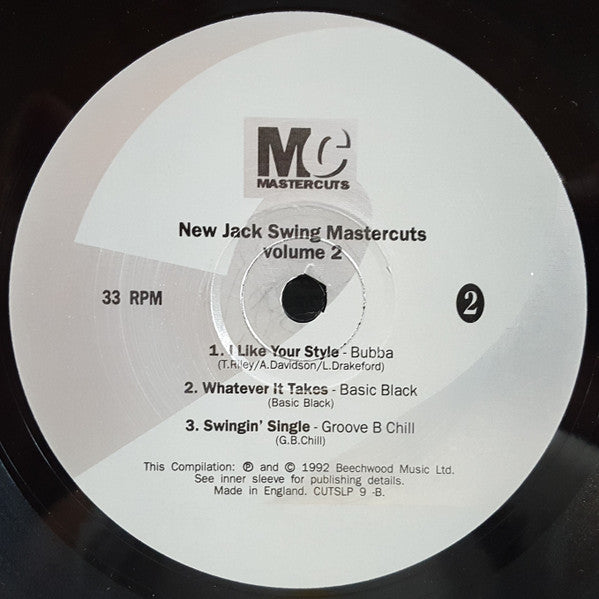 MC
MASTERCUTS
New Jack Swing Mastercuts
volume 2
33 RPM
2
1. I Like Your Style - Bubba
(T.Riley/A.Davidson/L.Drakeford)
2. Whatever It Takes - Basic Black
(Basic Black)
3. Swingin' Single - Groove B Chill
(G.B.Chill)
This Compilation: ℗ and © 1992 Beechwood Music Ltd.
See inner sleeve for publishing details.
Made in England. CUTSLP 9 -B.